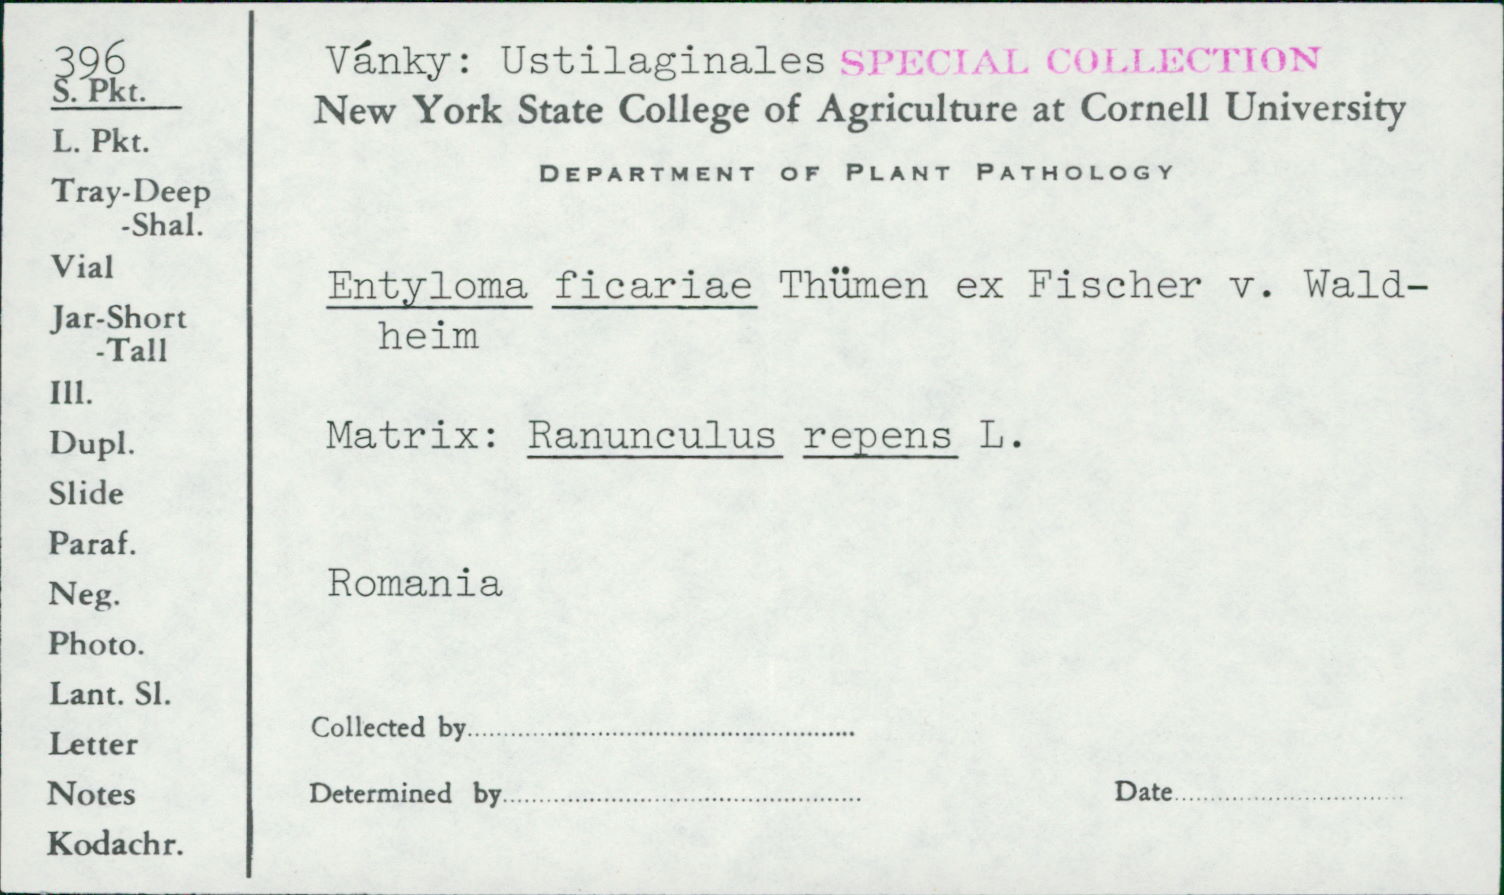 396
S. Pkt.
L. Pkt.
Tray-Deep
-Shal.
Vial
Jar-Short
-Tall
Ill.
Dupl.
Slide
Paraf.
Neg.
Photo.
Lant. Sl.
Letter
Notes
Kodachr.
Vánky: Ustilaginales SPECIAL COLLECTION
New York State College of Agriculture at Cornell University
DEPARTMENT OF PLANT PATHOLOGY
Entyloma ficariae Thümen ex Fischer v. Wald-
heim
Matrix: Ranunculus repens L.
Romania
Collected by
Determined by
Date